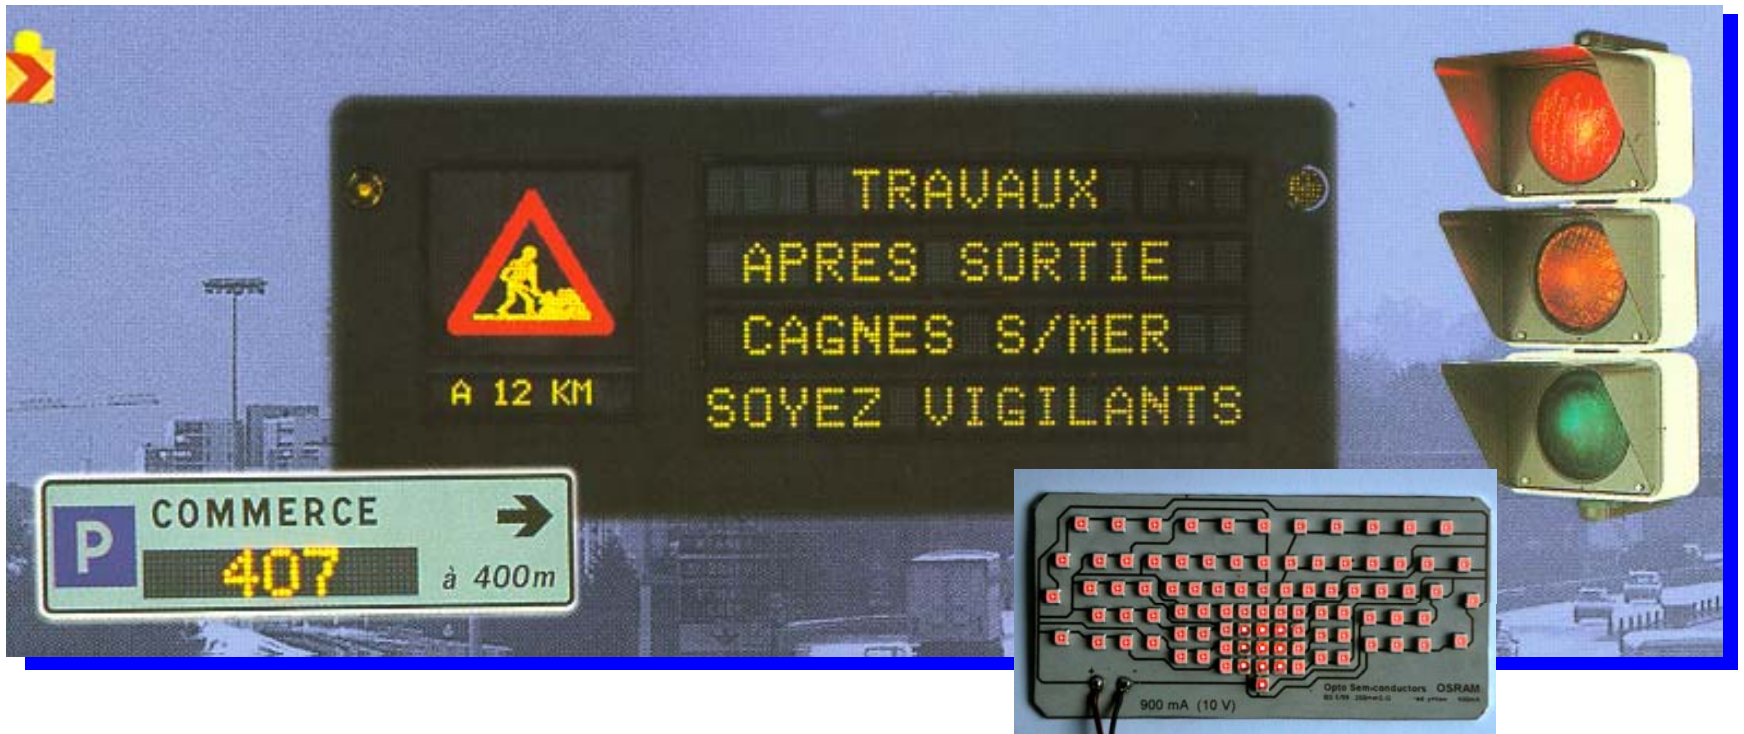 TRAVAUX
APRES SORTIE
CAGNES S/MER
SOYEZ VIGILANTS
A 12 KM
P
COMMERCE
407
à 400m
Opto Semiconductors OSRAM
+ -
900 mA (10 V)